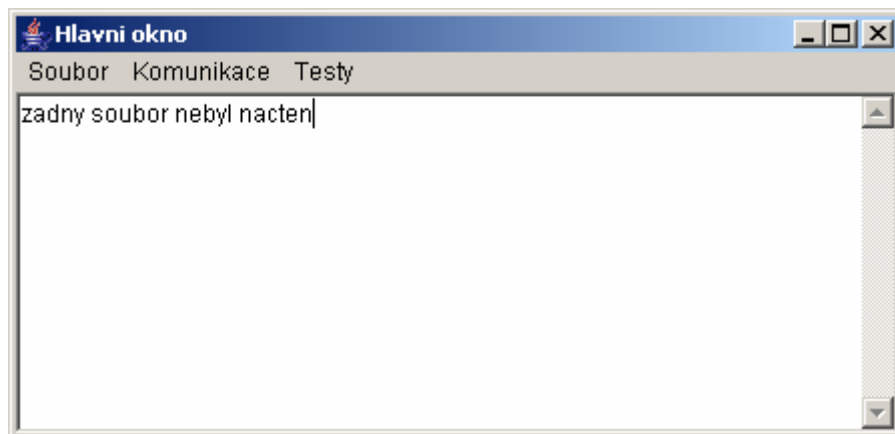 Hlavni okno
Soubor Komunikace Testy
zadny soubor nebyl nacten